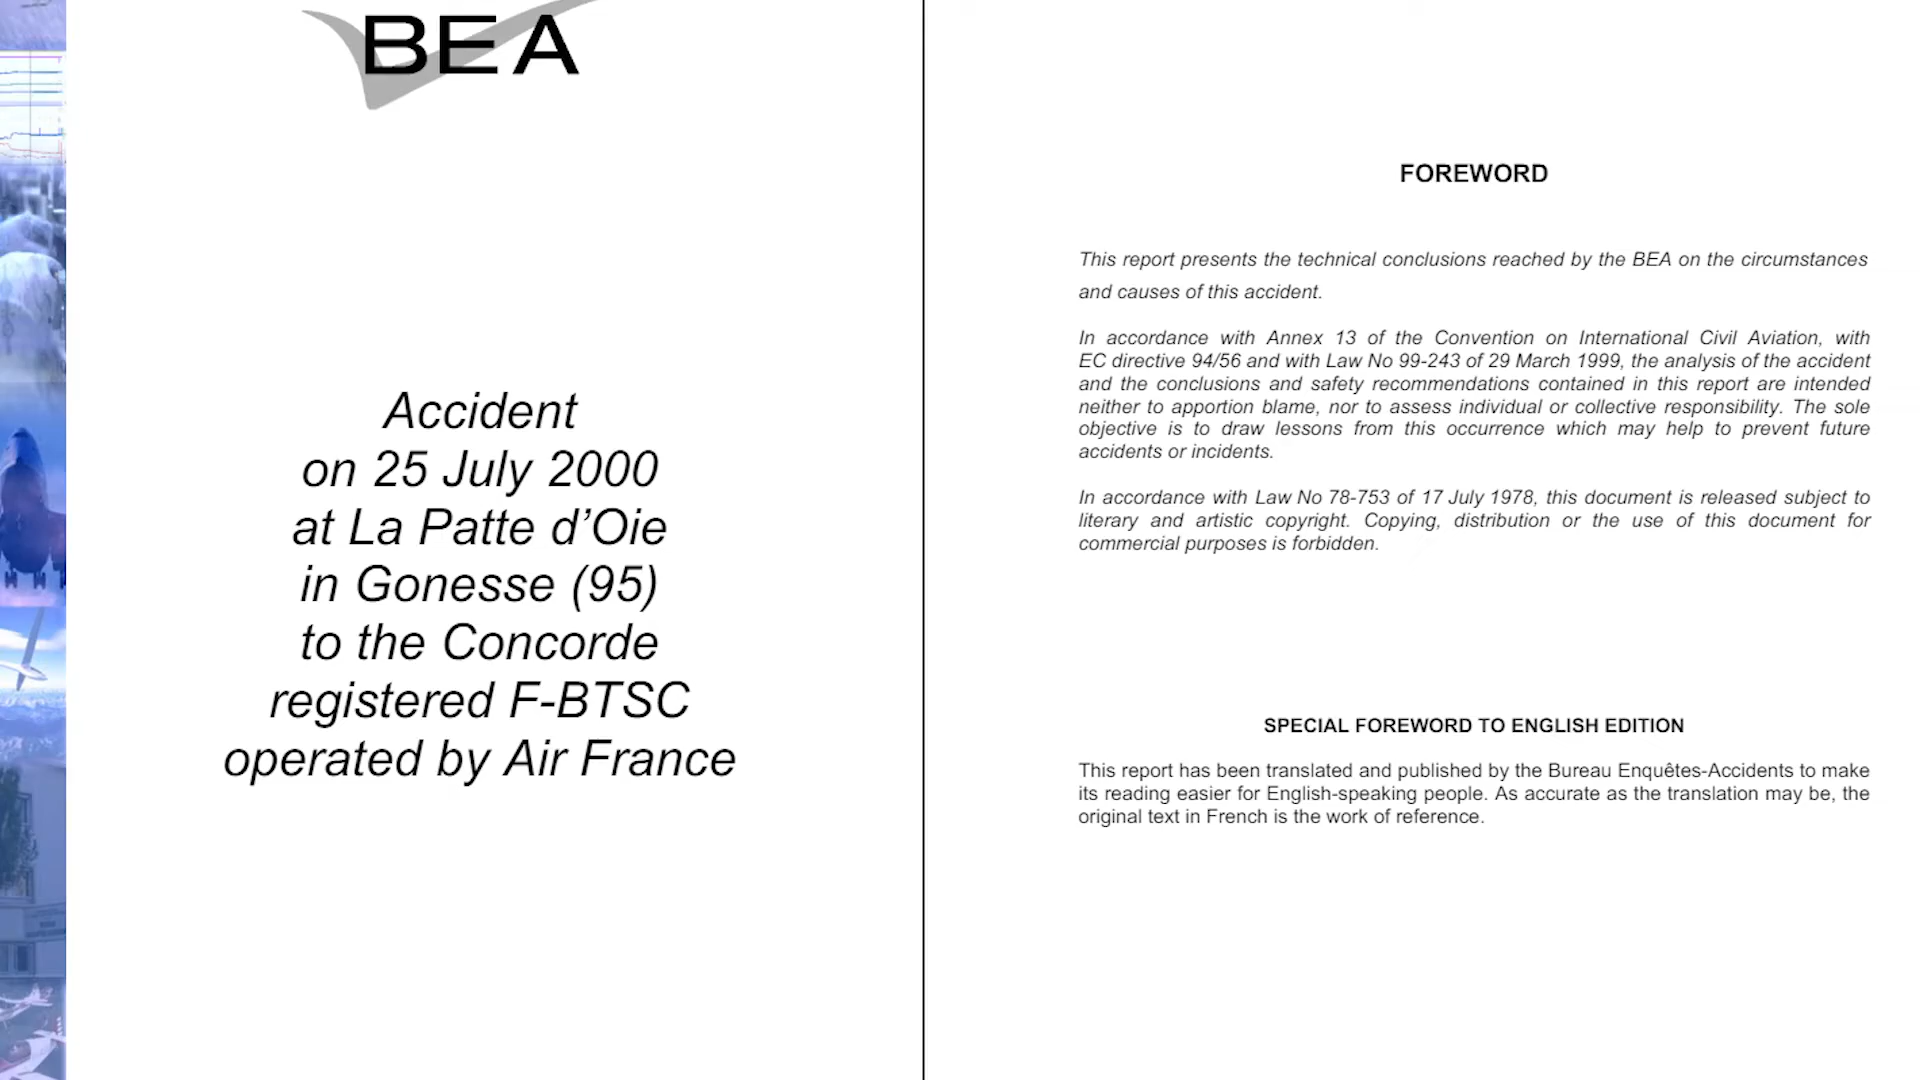 BEA
Accident
on 25 July 2000
at La Patte d’Oie
in Gonesse (95)
to the Concorde
registered F-BTSC
operated by Air France
FOREWORD
This report presents the technical conclusions reached by the BEA on the circumstances
and causes of this accident.
In accordance with Annex 13 of the Convention on International Civil Aviation, with
EC directive 94/56 and with Law No 99-243 of 29 March 1999, the analysis of the accident
and the conclusions and safety recommendations contained in this report are intended
neither to apportion blame, nor to assess individual or collective responsibility. The sole
objective is to draw lessons from this occurrence which may help to prevent future
accidents or incidents.
In accordance with Law No 78-753 of 17 July 1978, this document is released subject to
literary and artistic copyright. Copying, distribution or the use of this document for
commercial purposes is forbidden.
SPECIAL FOREWORD TO ENGLISH EDITION
This report has been translated and published by the Bureau Enquêtes-Accidents to make
its reading easier for English-speaking people. As accurate as the translation may be, the
original text in French is the work of reference.